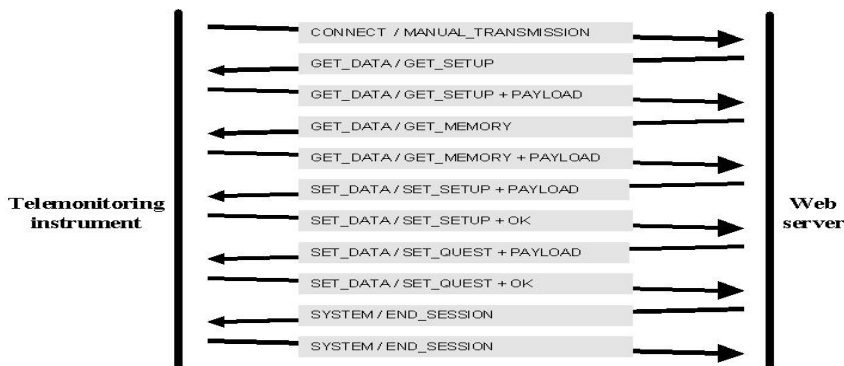 CONNECT / MANUAL_TRANSMISSION
GET_DATA / GET_SETUP
GET_DATA / GET_SETUP + PAYLOAD
GET_DATA / GET_MEMORY
GET_DATA / GET_MEMORY + PAYLOAD
SET_DATA / SET_SETUP + PAYLOAD
SET_DATA / SET_SETUP + OK
SET_DATA / SET_QUEST + PAYLOAD
SET_DATA / SET_QUEST + OK
SYSTEM / END_SESSION
SYSTEM / END_SESSION
Telemonitoring
instrument
Web
server